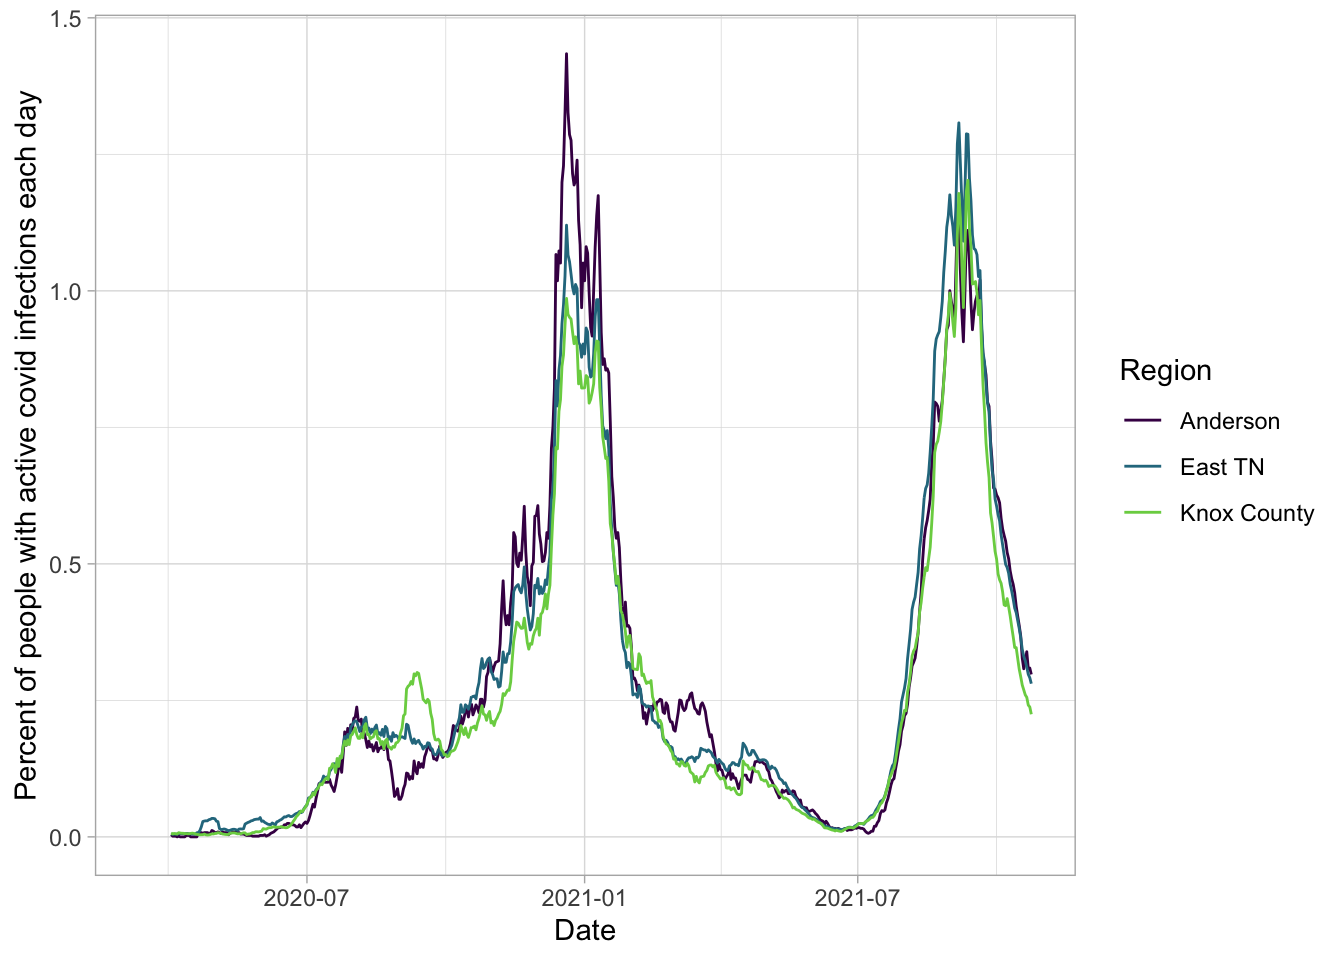 1.5
1.0
0.5
0.0
Percent of people with active covid infections each day
2020-07
2021-01
2021-07
Date
Region
Anderson
East TN
Knox County